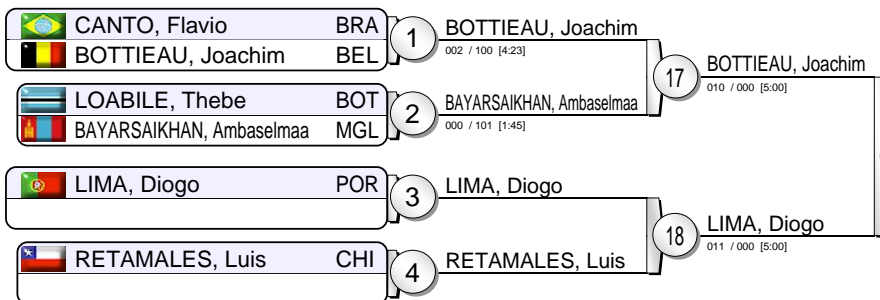 CANTO, Flavio BRA
BOTTIEAU, Joachim BEL
1
BOTTIEAU, Joachim
002 / 100 [4:23]
LOABILE, Thebe BOT
BAYARSAIKHAN, Ambaselmaa MGL
2
BAYARSAIKHAN, Ambaselmaa
000 / 101 [1:45]
17
BOTTIEAU, Joachim
010 / 000 [5:00]
LIMA, Diogo POR
3
LIMA, Diogo
RETAMALES, Luis CHI
4
RETAMALES, Luis
18
LIMA, Diogo
011 / 000 [5:00]